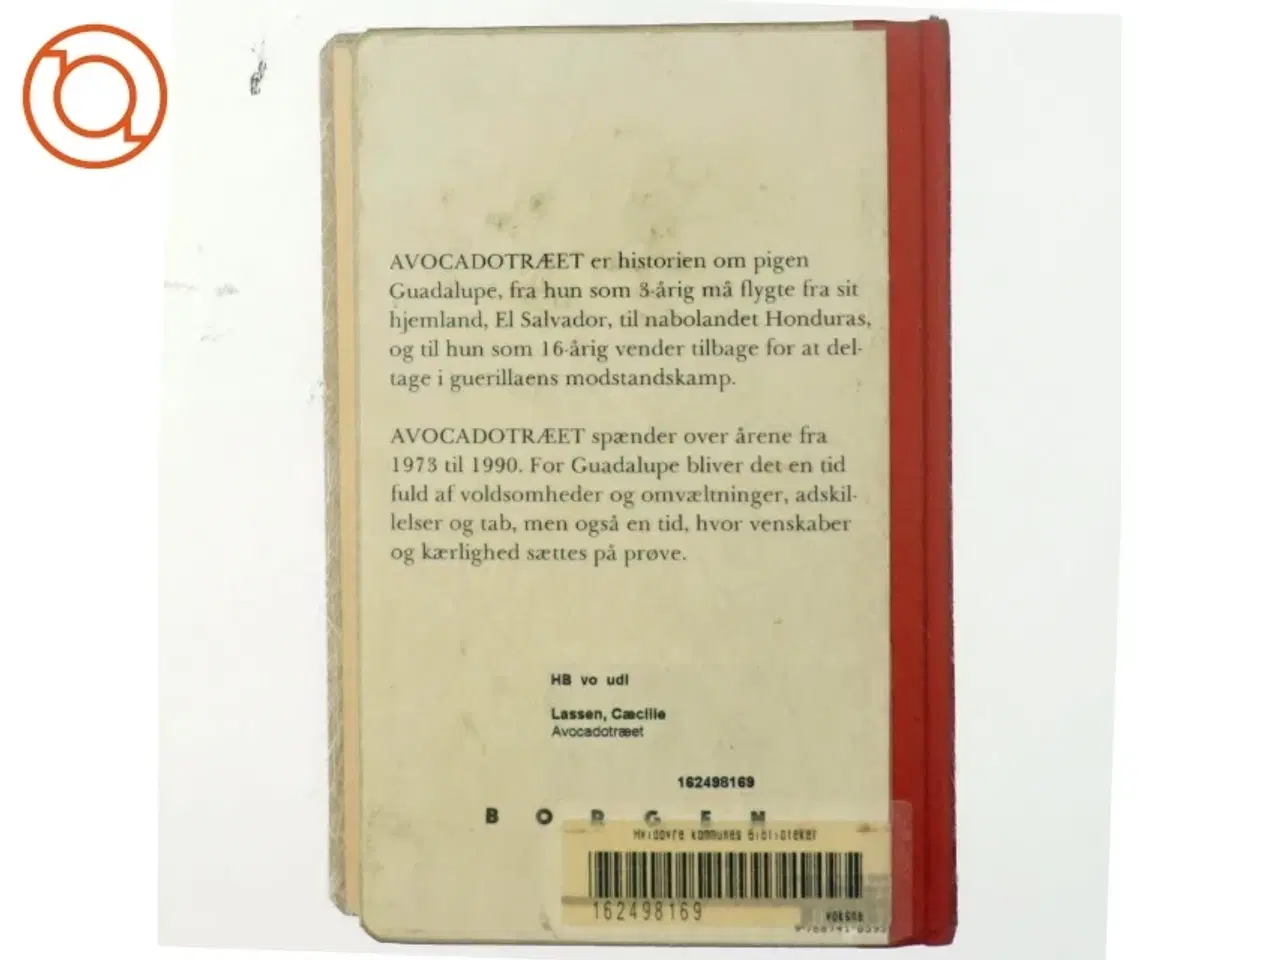 AVOCADOTRÆET er historien om pigen
Guadalupe, fra hun som 3-årig må flygte fra sit
hjemland, El Salvador, til nabolandet Honduras,
og til hun som 16-årig vender tilbage for at del-
tage i guerillaens modstandskamp.
AVOCADOTRÆET spænder over årene fra
1973 til 1990. For Guadalupe bliver det en tid
fuld af voldsomheder og omvæltninger, adskil-
lelser og tab, men også en tid, hvor venskaber
og kærlighed sættes på prøve.
HB vo udl
Lassen, Cæcilie
Avocadotræet
162498169
BORGEN
Hvidovre kommunes Biblioteker
162498169
VOKSNE